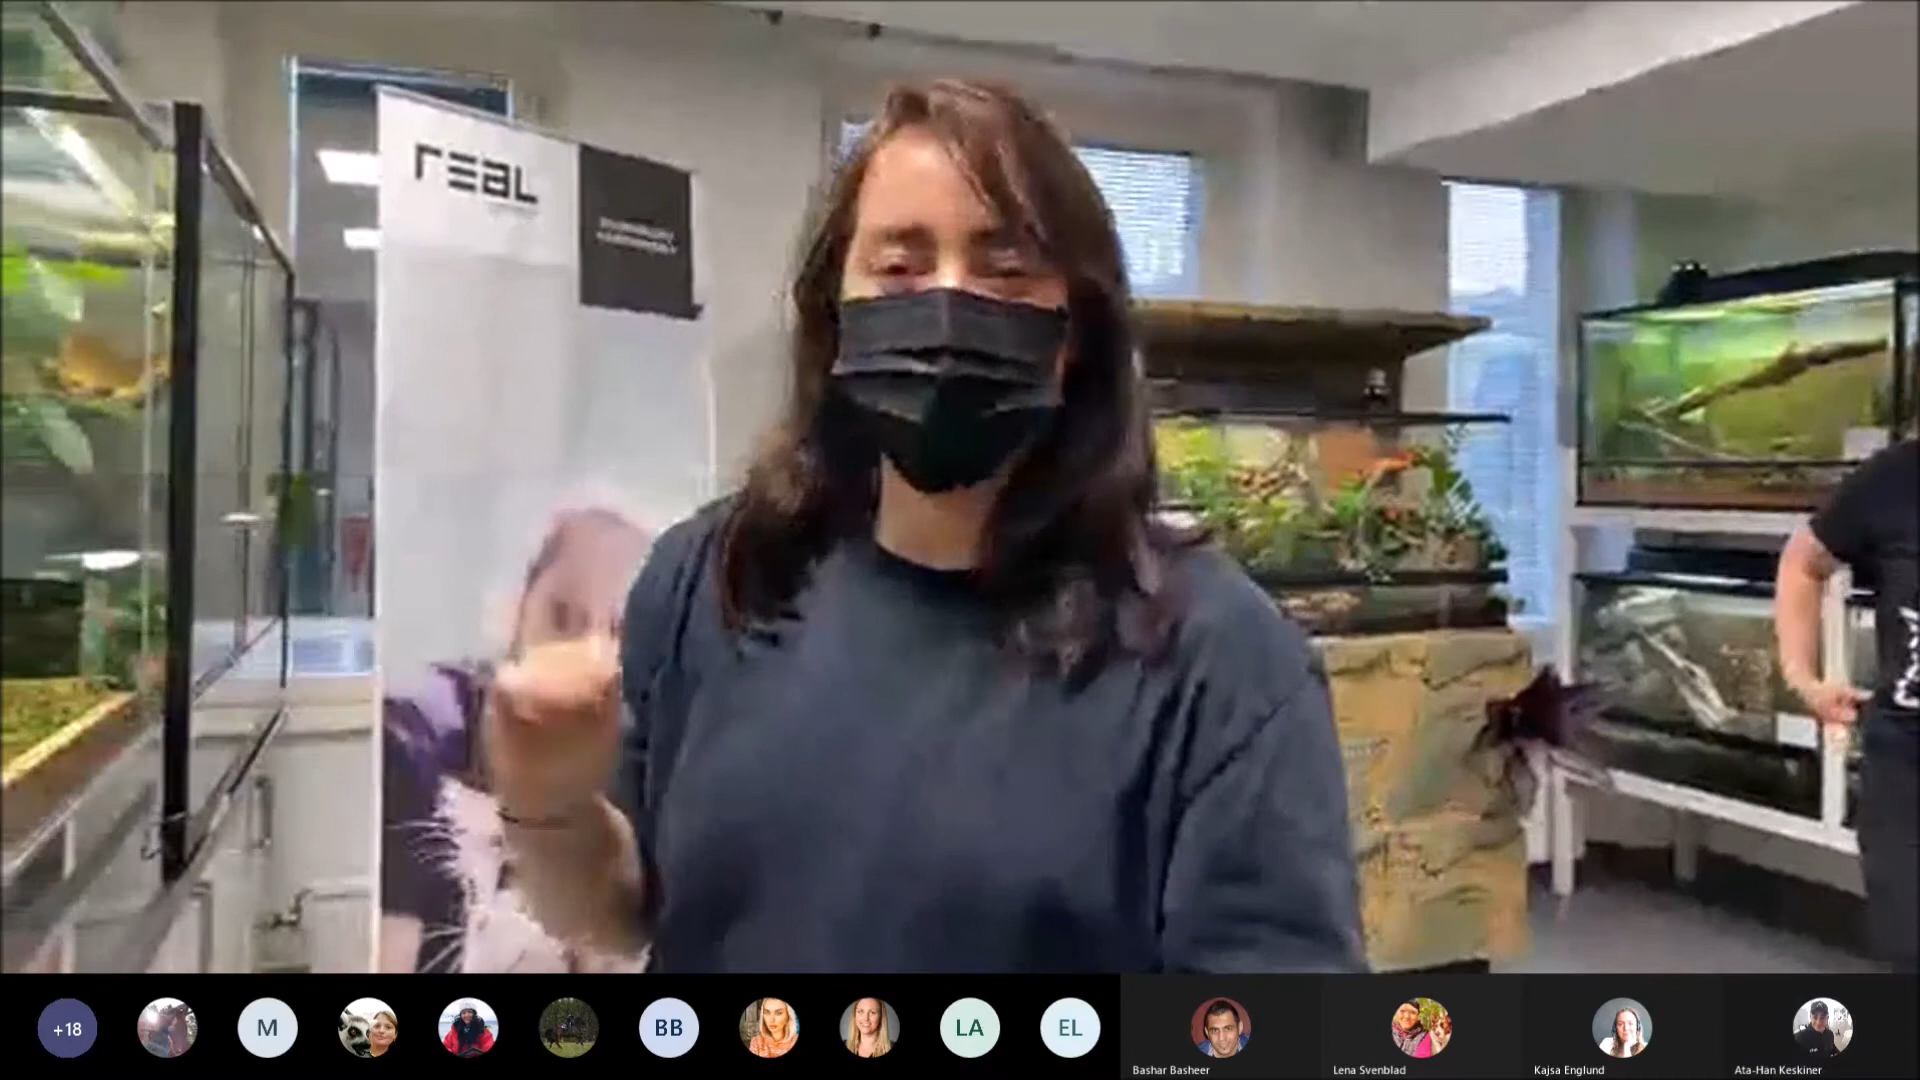 rEaL
+18
M
BB
LA
EL
Bashar Basheer
Lena Svenblad
Kajsa Englund
Ata-Han Keskiner